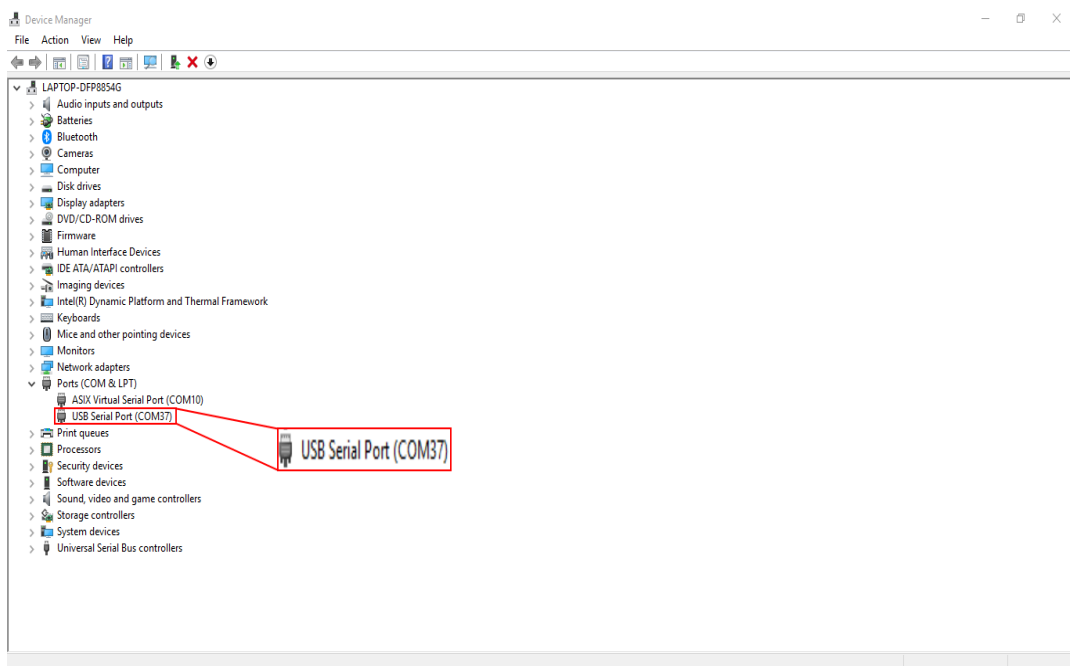 Device Manager
File Action View Help
LAPTOP-DFP8854G
Audio inputs and outputs
Batteries
Bluetooth
Cameras
Computer
Disk drives
Display adapters
DVD/CD-ROM drives
Firmware
Human Interface Devices
IDE ATA/ATAPI controllers
Imaging devices
Intel(R) Dynamic Platform and Thermal Framework
Keyboards
Mice and other pointing devices
Monitors
Network adapters
Ports (COM & LPT)
ASIX Virtual Serial Port (COM10)
USB Serial Port (COM37)
Print queues
USB Serial Port (COM37)
Processors
Security devices
Software devices
Sound, video and game controllers
Storage controllers
System devices
Universal Serial Bus controllers